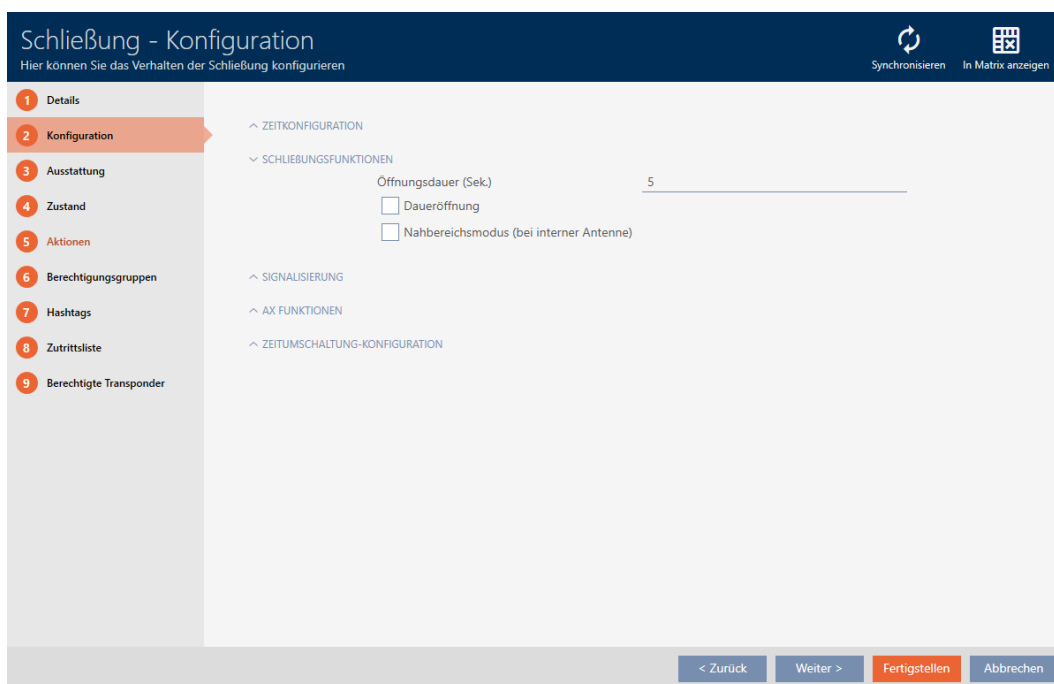 Schließung - Konfiguration
Hier können Sie das Verhalten der Schließung konfigurieren
Synchronisieren
In Matrix anzeigen
1 Details
2 Konfiguration
3 Ausstattung
4 Zustand
5 Aktionen
6 Berechtigungsgruppen
7 Hashtags
8 Zutrittsliste
9 Berechtigte Transponder
ZEITKONFIGURATION
SCHLIEßUNGSFUNKTIONEN
Öffnungsdauer (Sek.) 5
Daueröffnung
Nahbereichsmodus (bei interner Antenne)
SIGNALISIERUNG
AX FUNKTIONEN
ZEITUMSCHALTUNG-KONFIGURATION
< Zurück
Weiter >
Fertigstellen
Abbrechen